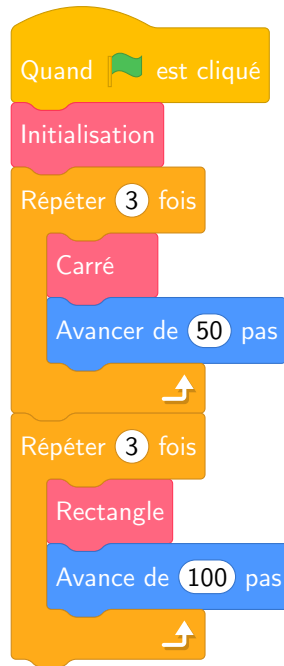 Quand est cliqué
Initialisation
Répéter 3 fois
Carré
Avancer de 50 pas
Répéter 3 fois
Rectangle
Avance de 100 pas